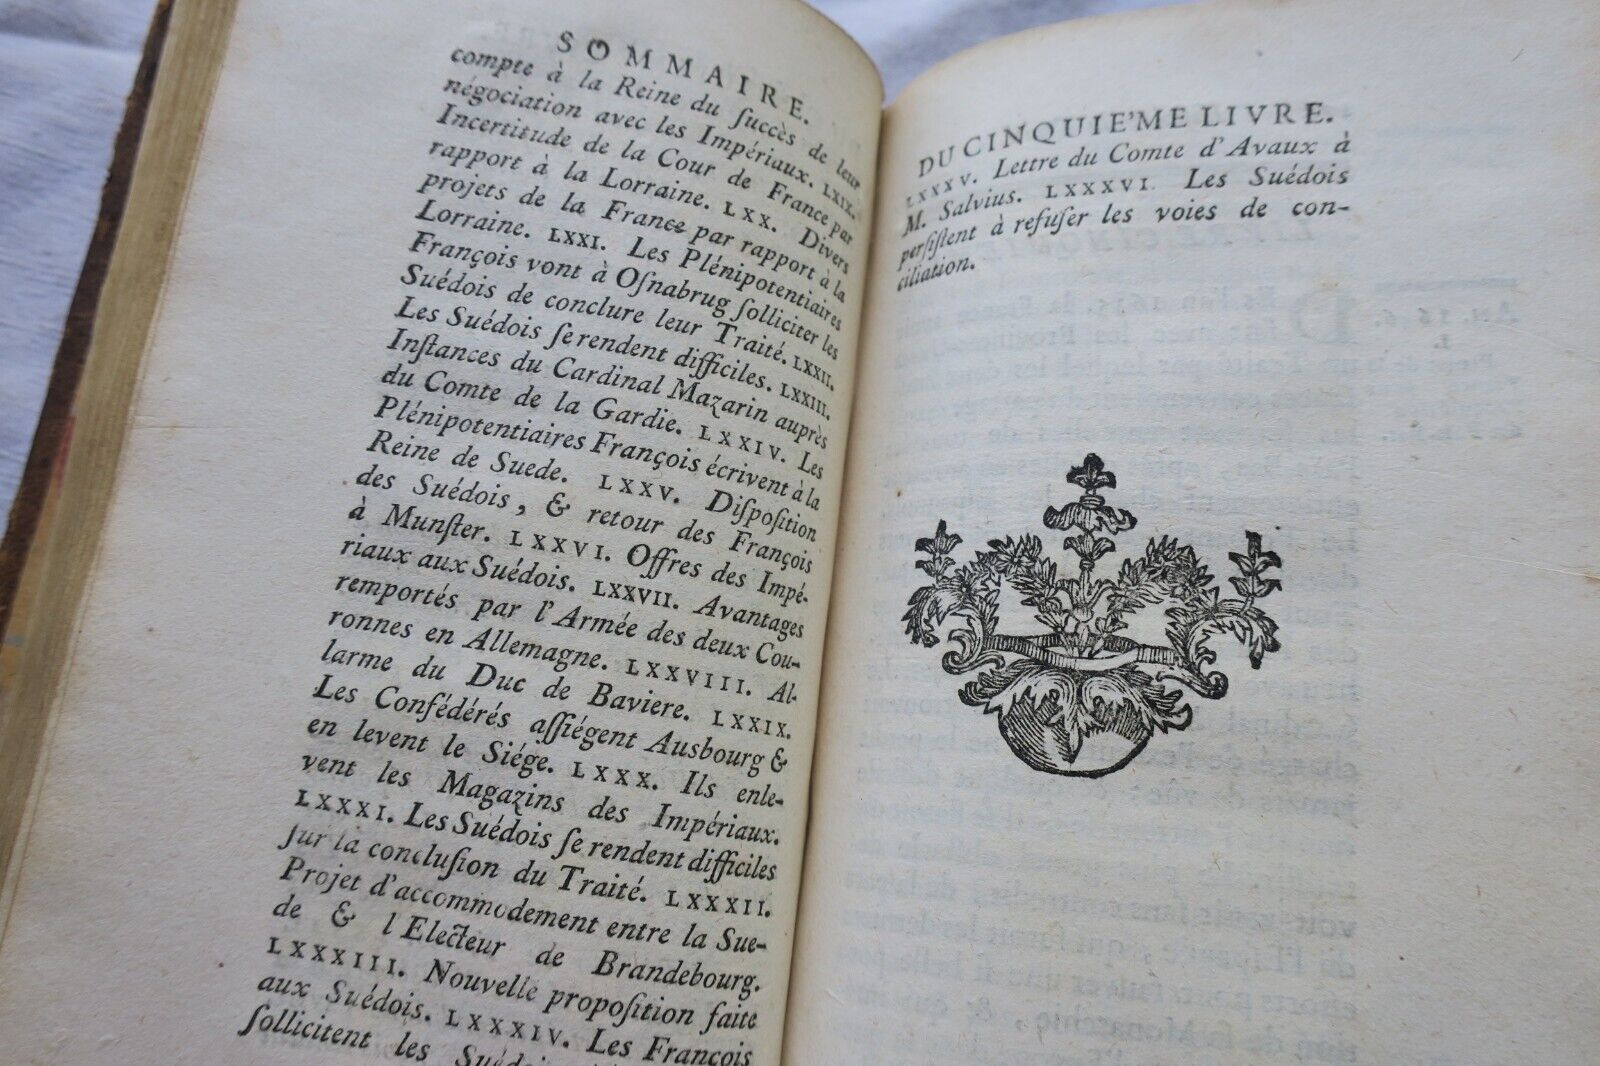 SOMMAIRE.
compte à la Reine du ſuccès de leur
négociation avec les Impériaux. LXIX.
Incertitude de la Cour de France par
rapport à la Lorraine. LXX. Divers
projets de la France par rapport à la
Lorraine. LXXI. Les Plénipotentiaires
François vont à Oſnabrug ſolliciter les
Suédois de conclure leur Traité. LXXII.
Les Suédois ſe rendent difficiles. LXXIII.
Inſtances du Cardinal Mazarin auprès
du Comte de la Gardie. LXXIV. Les
Plénipotentiaires François écrivent à la
Reine de Suede. LXXV. Diſpoſition
des Suédois, & retour des François
à Munſter. LXXVI. Offres des Impé-
riaux aux Suédois. LXXVII. Avantages
remportés par l'Armée des deux Cou-
ronnes en Allemagne. LXXVIII. Al-
larme du Duc de Baviere. LXXIX.
Les Confédérés aſſiégent Ausbourg &
en levent le Siége. LXXX. Ils enle-
vent les Magazins des Impériaux.
LXXXI. Les Suédois ſe rendent difficiles
ſur la concluſion du Traité. LXXXII.
Projet d'accommodement entre la Sue-
de & l'Electeur de Brandebourg.
LXXXIII. Nouvelle propoſition faite
aux Suédois. LXXXIV. Les François
ſollicitent les Suédois
DU CINQUIE'ME LIVRE.
LXXXV. Lettre du Comte d'Avaux à
M. Salvius. LXXXVI. Les Suédois
perſiſtent à refuſer les voies de con-
ciliation.